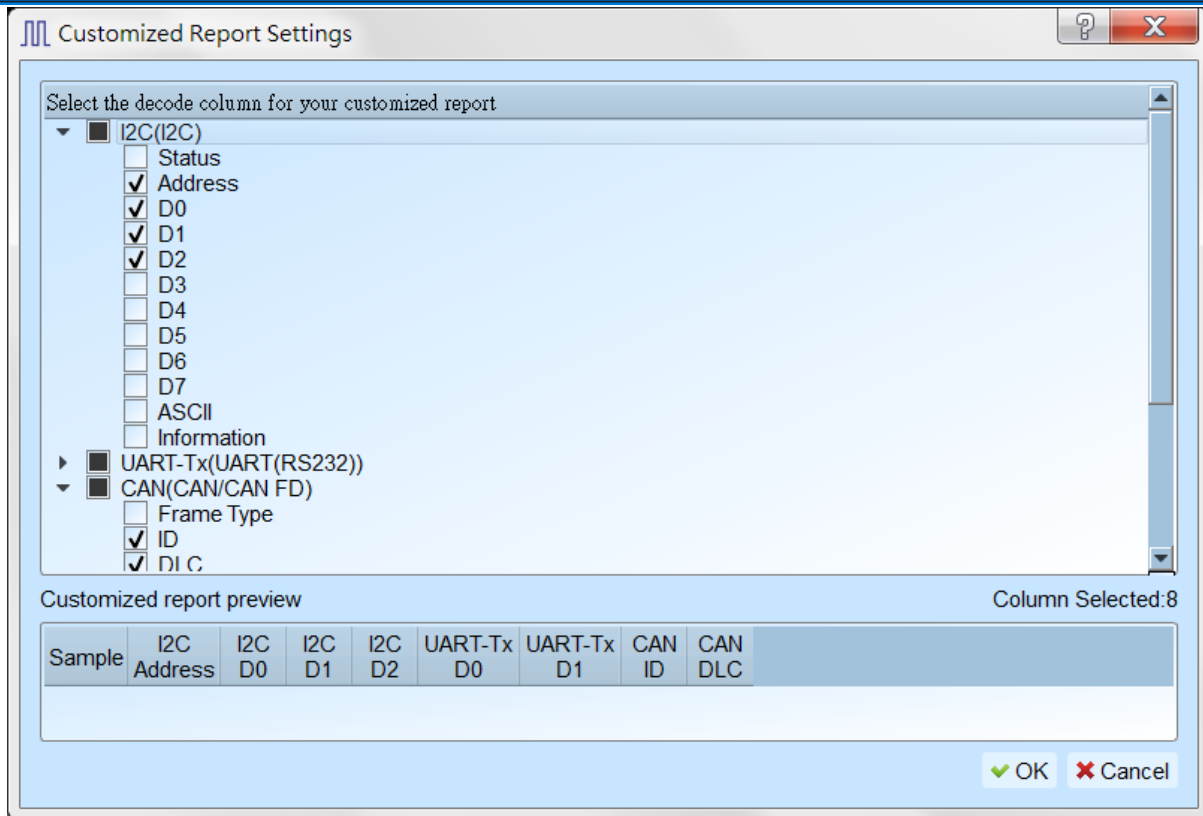 Customized Report Settings
Select the decode column for your customized report
I2C(I2C)
Status
Address
D0
D1
D2
D3
D4
D5
D6
D7
ASCII
Information
UART-Tx(UART(RS232))
CAN(CAN/CAN FD)
Frame Type
ID
DLC
Customized report preview Column Selected:8
Sample I2C Address I2C D0 I2C D1 I2C D2 UART-Tx D0 UART-Tx D1 CAN ID CAN DLC
OK Cancel